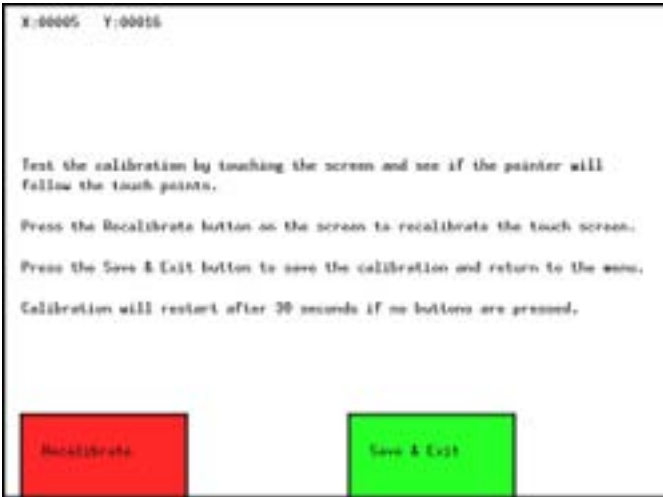 X:00005 Y:00016
Test the calibration by touching the screen and see if the pointer will
follow the touch points.
Press the Recalibrate button on the screen to recalibrate the touch screen.
Press the Save & Exit button to save the calibration and return to the menu.
Calibration will restart after 30 seconds if no buttons are pressed.
Recalibrate
Save & Exit